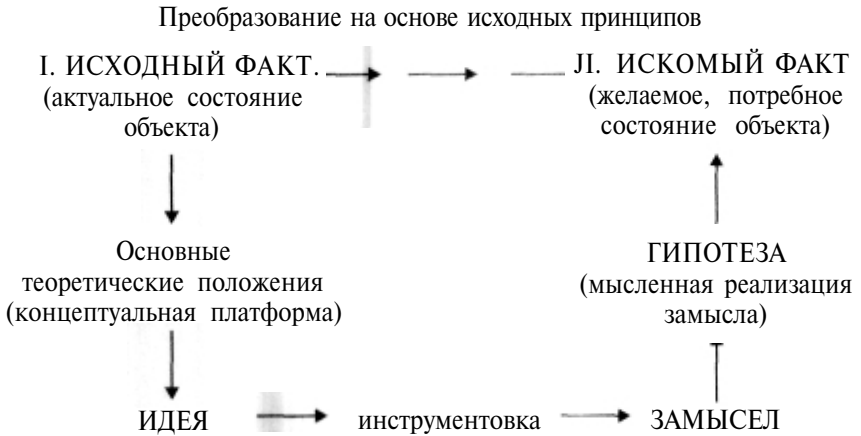 Преобразование на основе исходных принципов
I. ИСХОДНЫЙ ФАКТ.
(актуальное состояние
объекта)
JI. ИСКОМЫЙ ФАКТ
(желаемое, потребное
состояние объекта)
Основные
теоретические положения
(концептуальная платформа)
ГИПОТЕЗА
(мысленная реализация
замысла)
ИДЕЯ
инструментовка
ЗАМЫСЕЛ